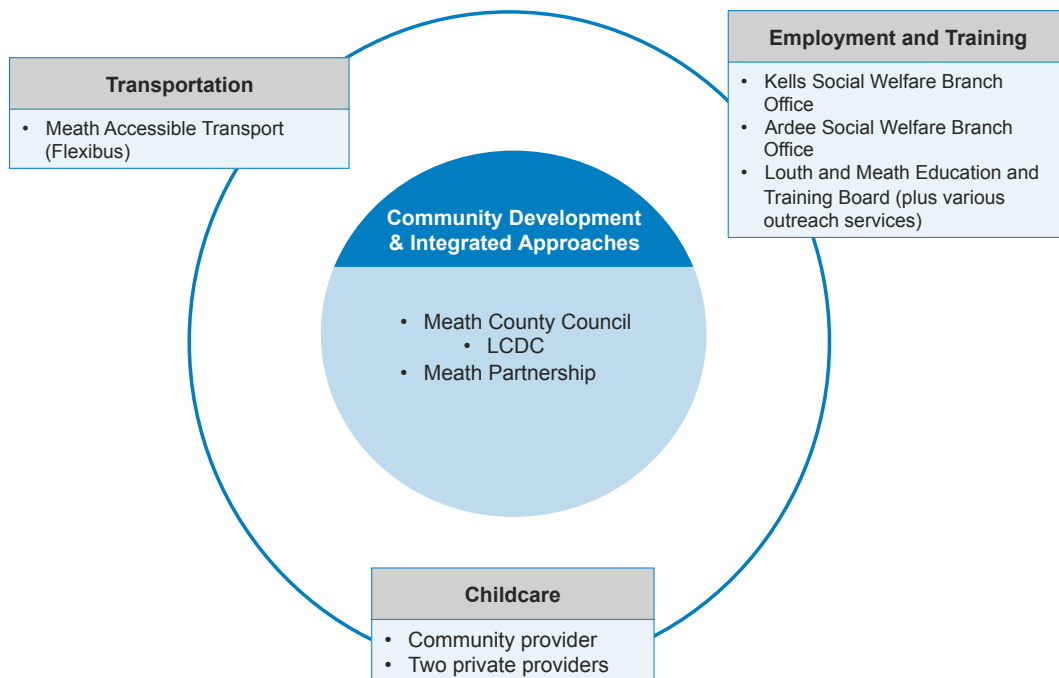 Transportation
• Meath Accessible Transport
(Flexibus)
Employment and Training
• Kells Social Welfare Branch
Office
• Ardee Social Welfare Branch
Office
• Louth and Meath Education and
Training Board (plus various
outreach services)
Community Development
& Integrated Approaches
• Meath County Council
• LCDC
• Meath Partnership
Childcare
• Community provider
• Two private providers